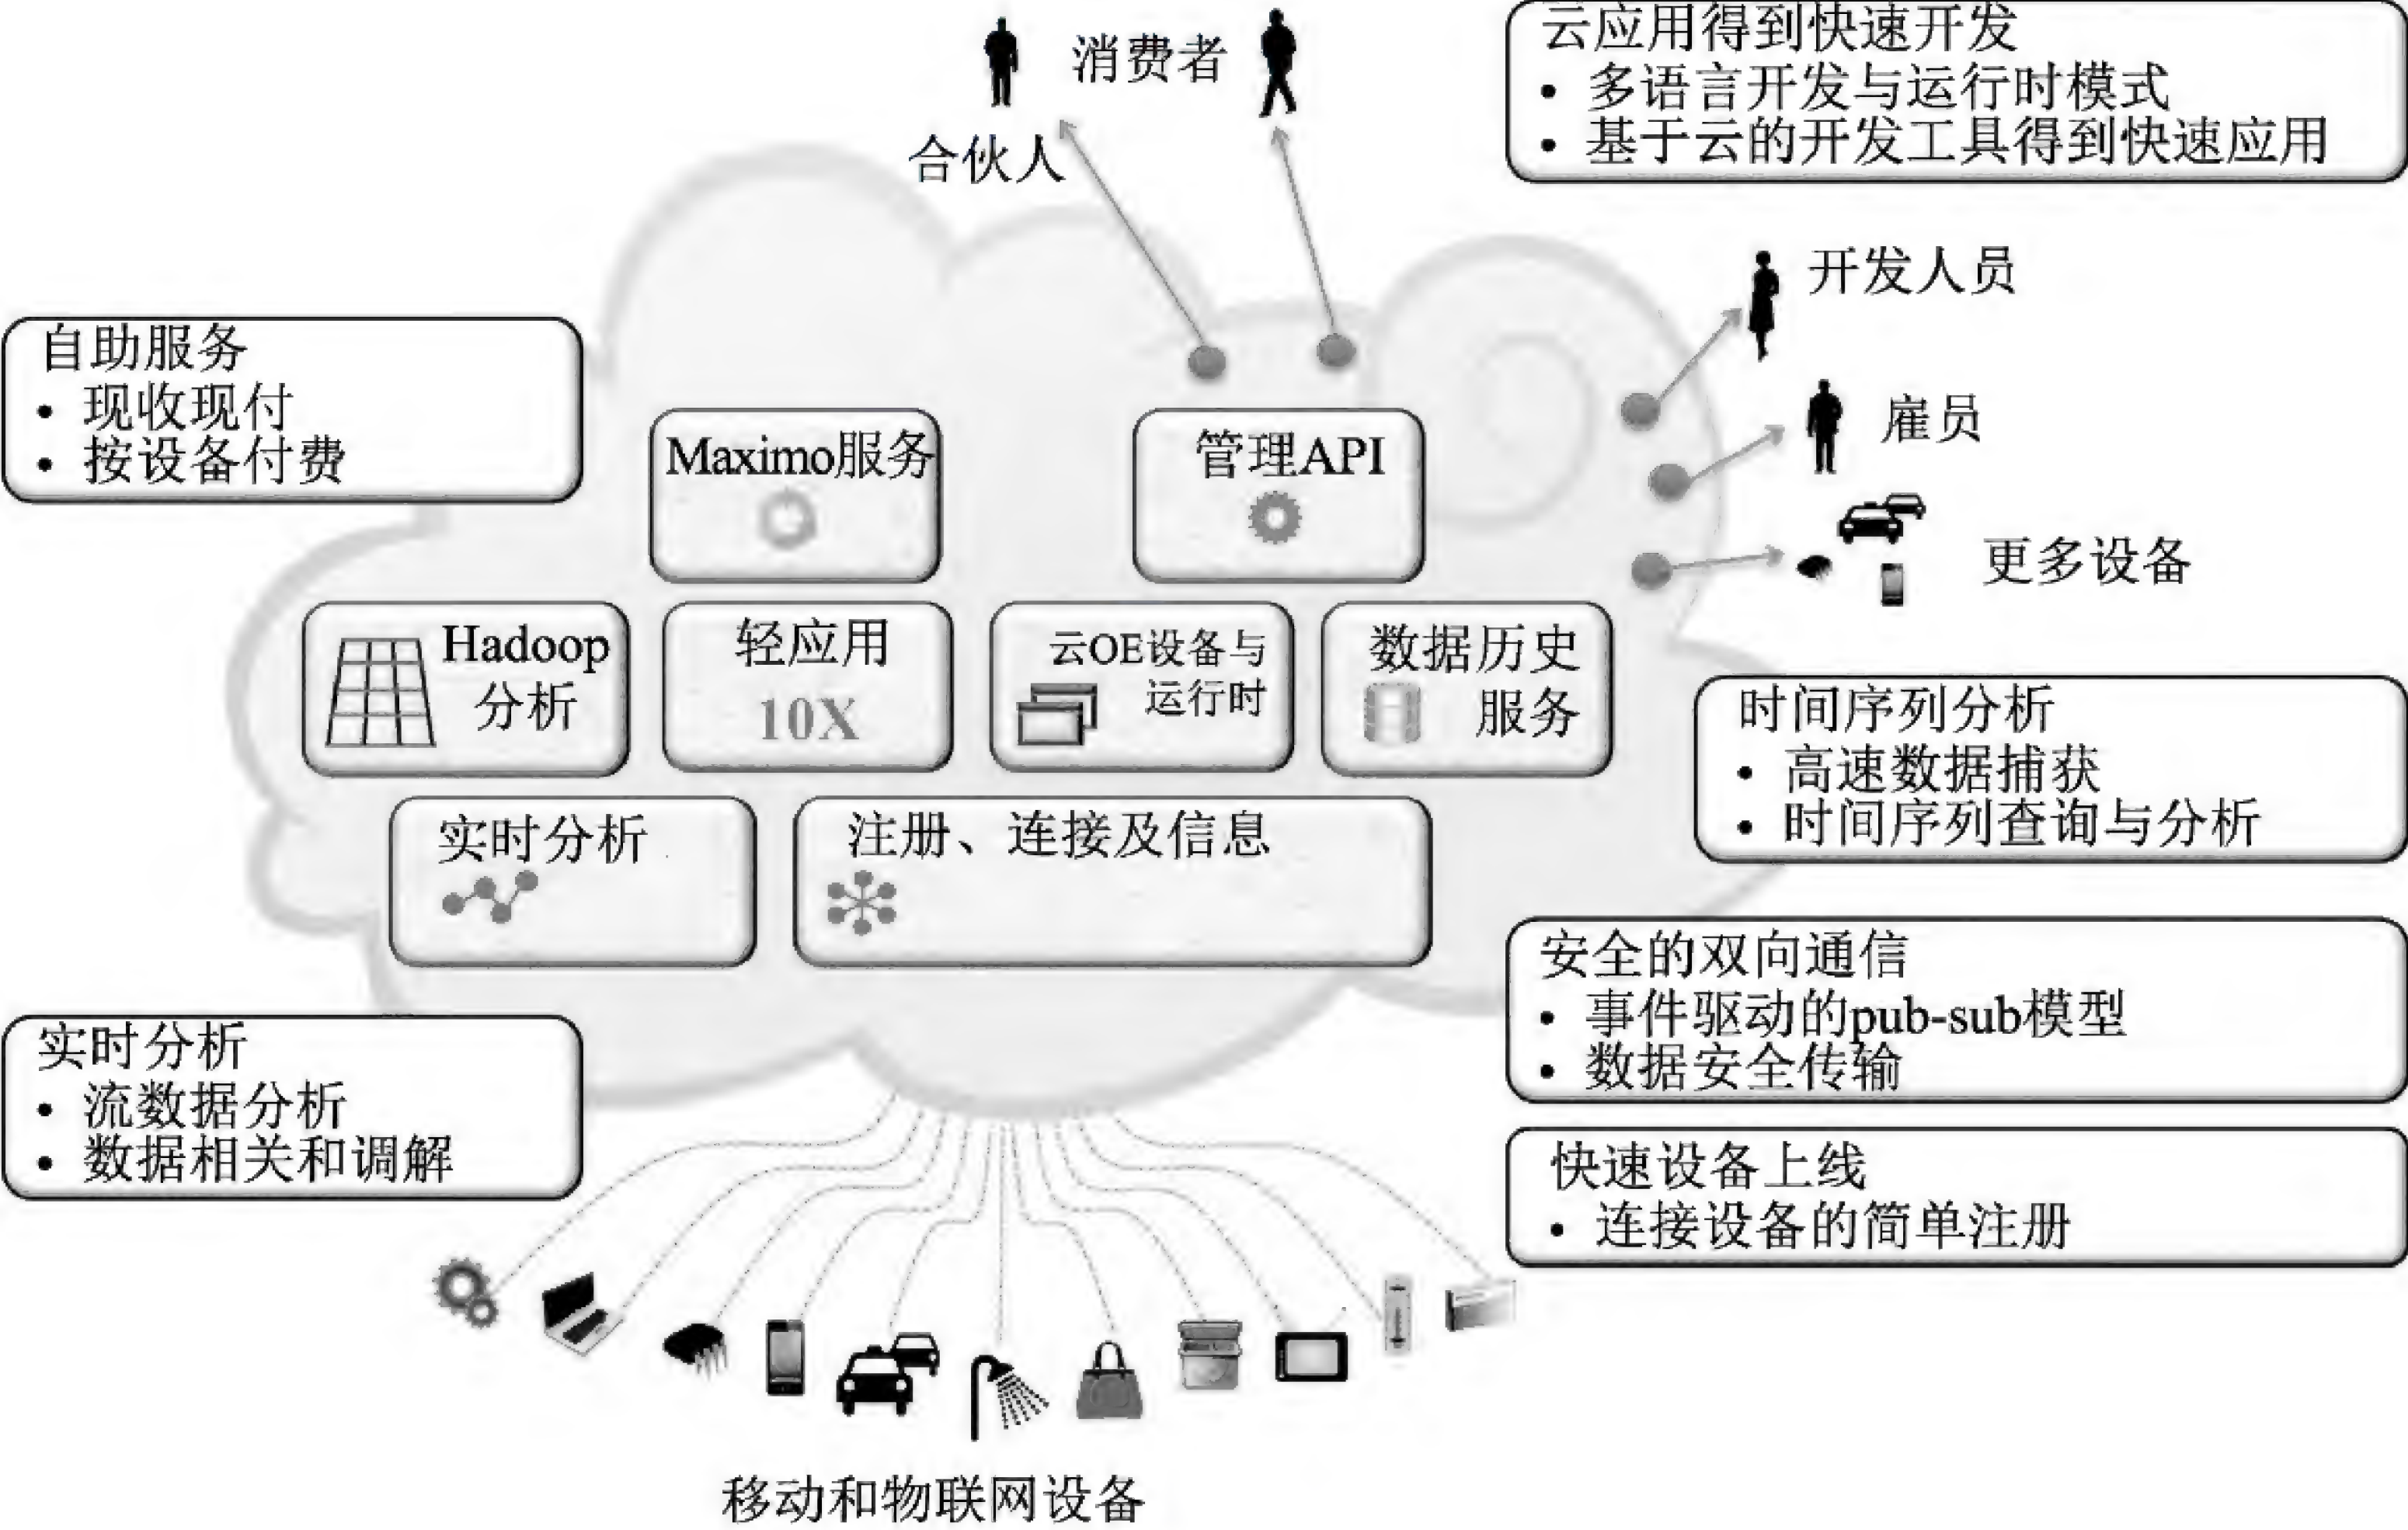 消费者
合伙人
云应用得到快速开发
• 多语言开发与运行时模式
• 基于云的开发工具得到快速应用
开发人员
雇员
更多设备
自助服务
• 现收现付
• 按设备付费
Maximo服务
管理API
Hadoop
分析
轻应用
10X
云OE设备与
运行时
数据历史
服务
时间序列分析
• 高速数据捕获
• 时间序列查询与分析
实时分析
注册、连接及信息
安全的双向通信
• 事件驱动的pub-sub模型
• 数据安全传输
实时分析
• 流数据分析
• 数据相关和调解
快速设备上线
• 连接设备的简单注册
移动和物联网设备